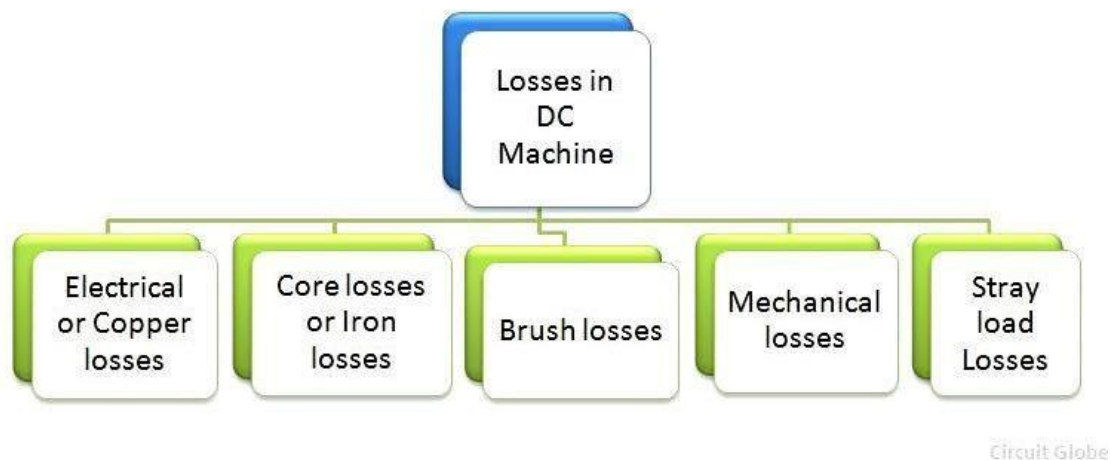 Losses in
DC
Machine
Electrical
or Copper
losses
Core losses
or Iron
losses
Brush losses
Mechanical
losses
Stray
load
Losses
Circuit Globe